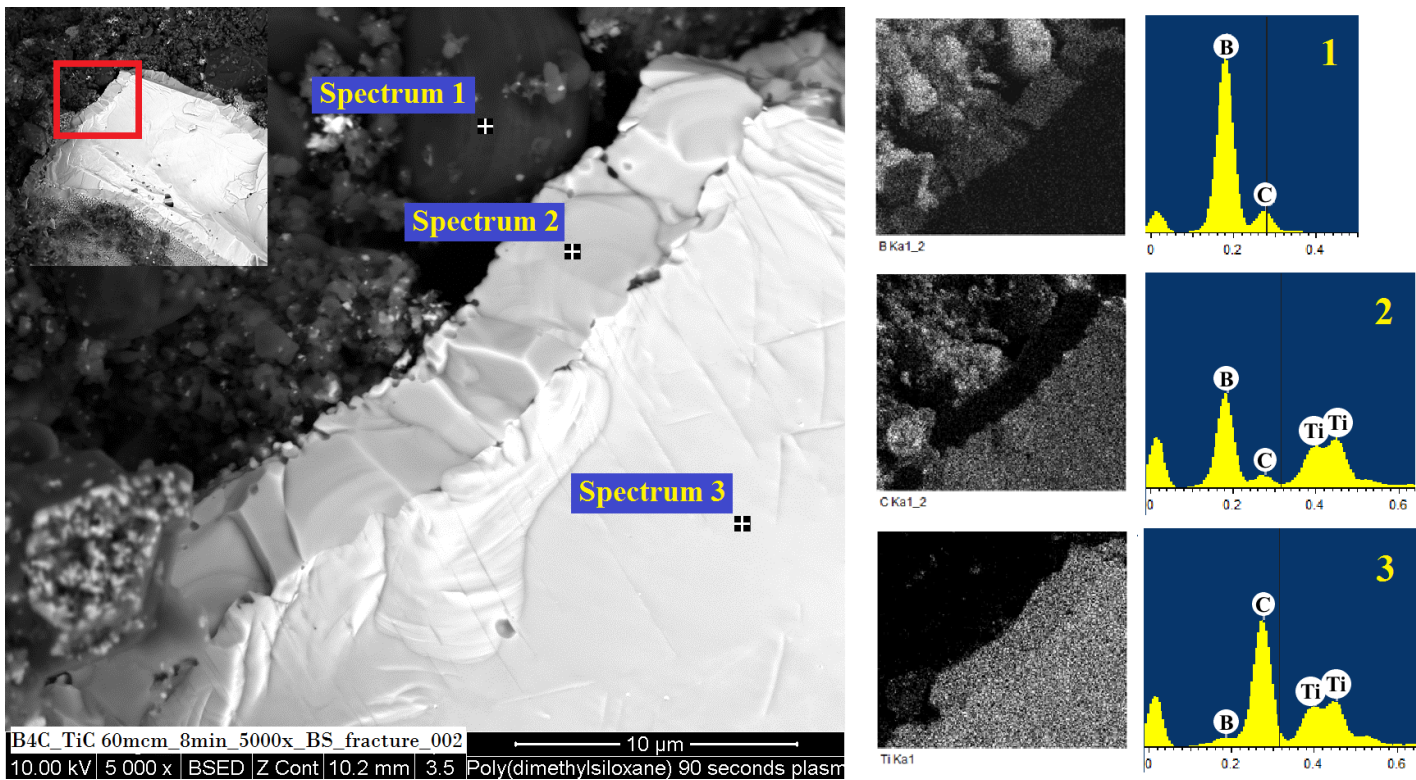 Spectrum 1
Spectrum 2
Spectrum 3
B4C_TiC 60mcm_8min_5000x_BS_fracture_002
10 µm
10.00 kV 5 000 x BSED Z Cont 10.2 mm 3.5 Poly(dimethylsiloxane) 90 seconds plasm
B Ka1_2
C Ka1_2
Ti Ka1
1
B
C
0 0.2 0.4
2
B
C
Ti Ti
0 0.2 0.4 0.6
3
C
B
Ti Ti
0 0.2 0.4 0.6